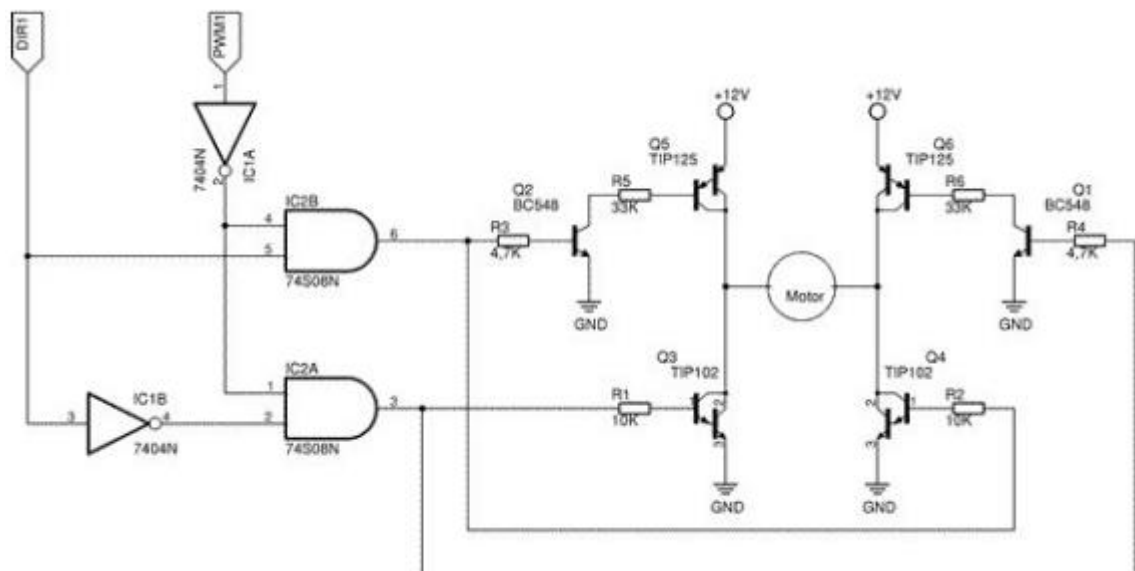 DIR1
PWM1
1
7404N
2
IC1A
IC2B
4
5
6
74S08N
IC2A
1
2
3
74S08N
3
IC1B
4
7404N
+12V
+12V
Q5
TIP125
Q6
TIP125
Q2
BC548
R5
33K
R6
33K
Q1
BC548
R3
4,7K
R4
4,7K
Motor
GND
GND
Q3
TIP102
Q4
TIP102
R1
10K
2
3
2
1
3
R2
10K
GND
GND